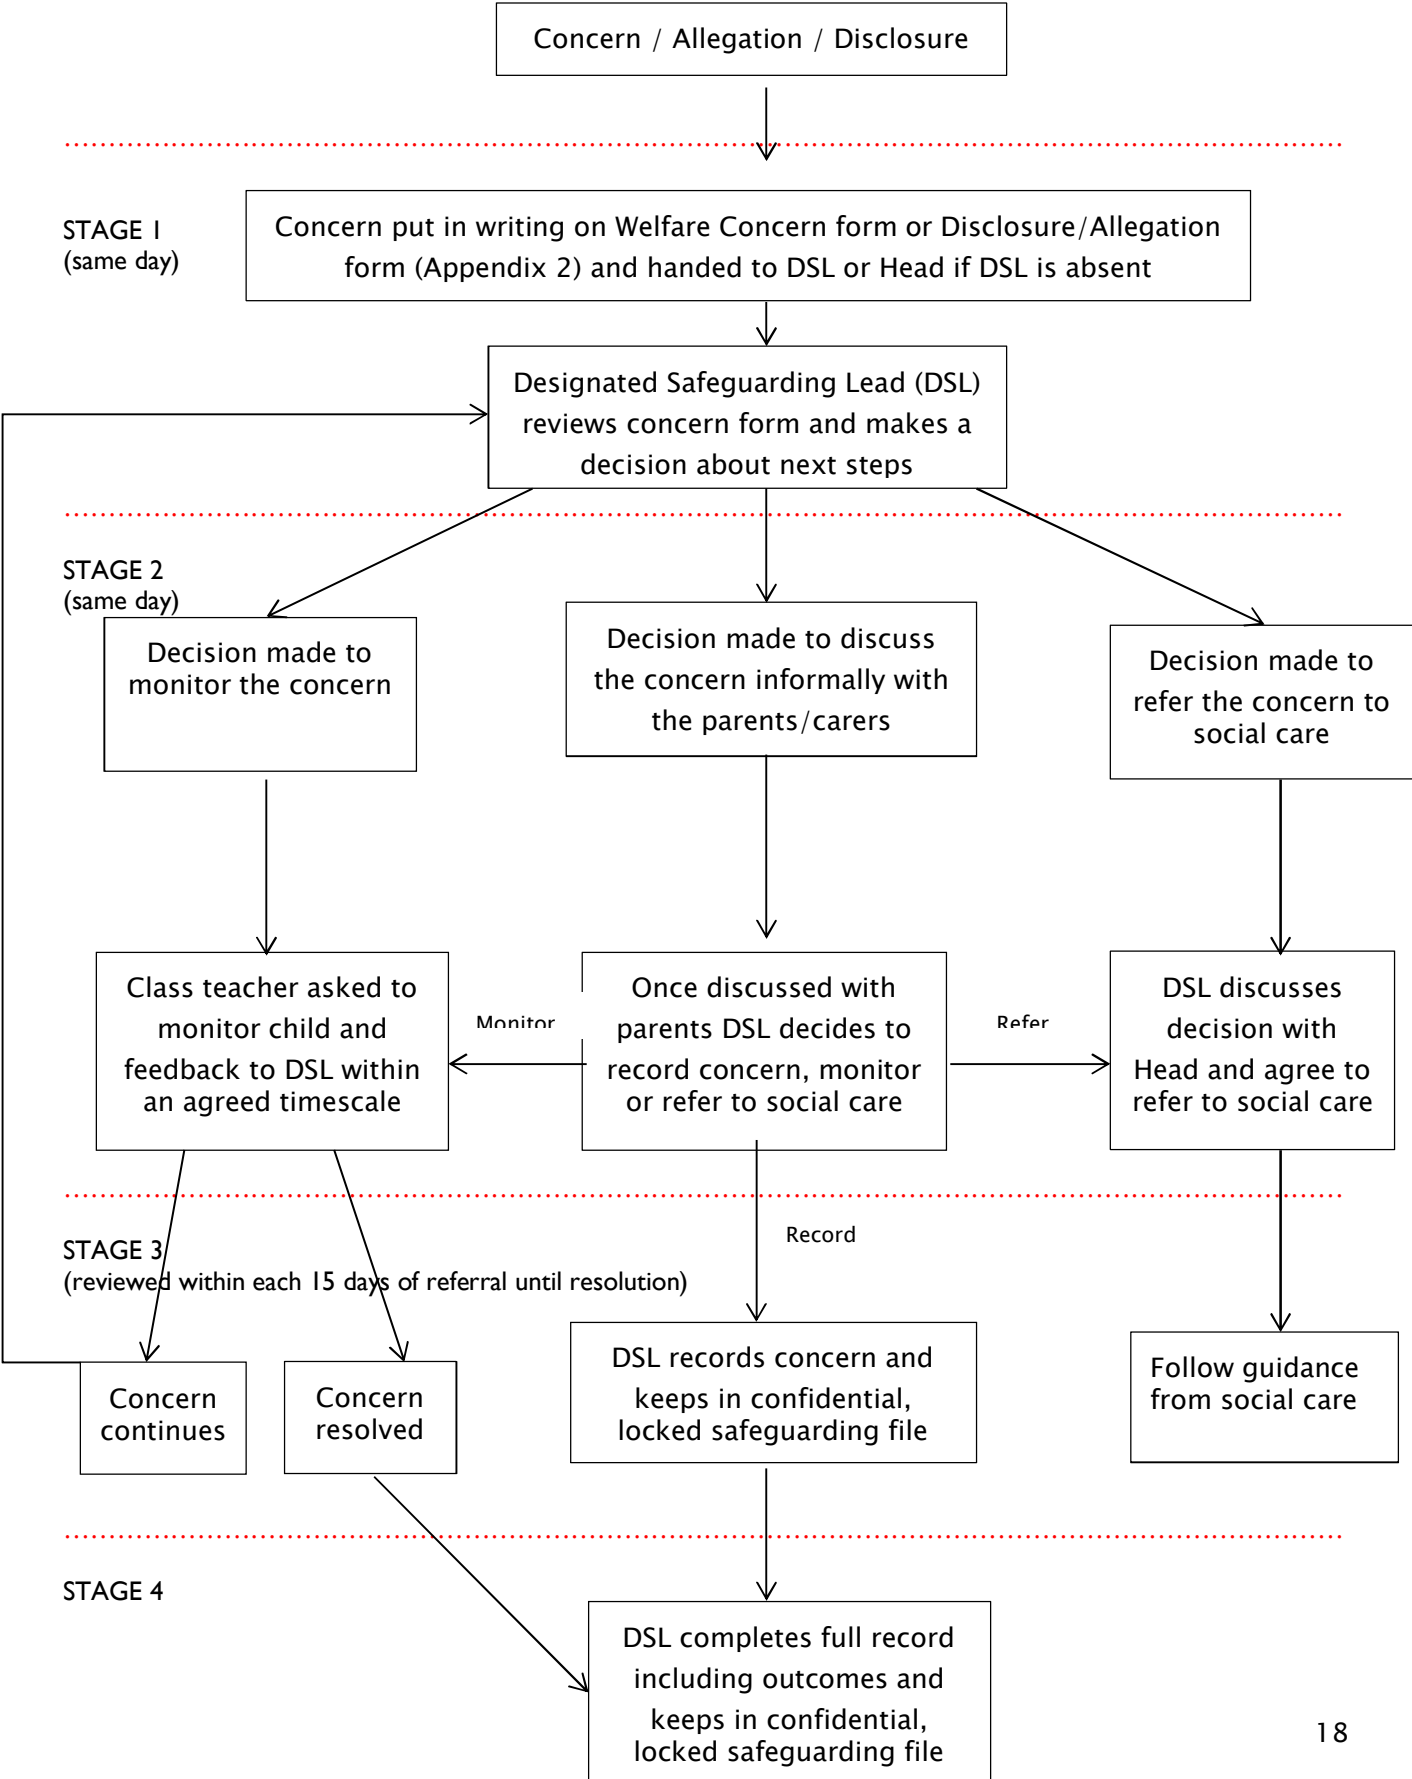 Concern / Allegation / Disclosure
STAGE 1
(same day)
Concern put in writing on Welfare Concern form or Disclosure/Allegation
form (Appendix 2) and handed to DSL or Head if DSL is absent
Designated Safeguarding Lead (DSL)
reviews concern form and makes a
decision about next steps
STAGE 2
(same day)
Decision made to
monitor the concern
Decision made to discuss
the concern informally with
the parents/carers
Decision made to
refer the concern to
social care
Class teacher asked to
monitor child and
feedback to DSL within
an agreed timescale
Monitor
Once discussed with
parents DSL decides to
record concern, monitor
or refer to social care
Refer
DSL discusses
decision with
Head and agree to
refer to social care
Record
STAGE 3
(reviewed within each 15 days of referral until resolution)
Concern
continues
Concern
resolved
DSL records concern and
keeps in confidential,
locked safeguarding file
Follow guidance
from social care
STAGE 4
DSL completes full record
including outcomes and
keeps in confidential,
locked safeguarding file
18